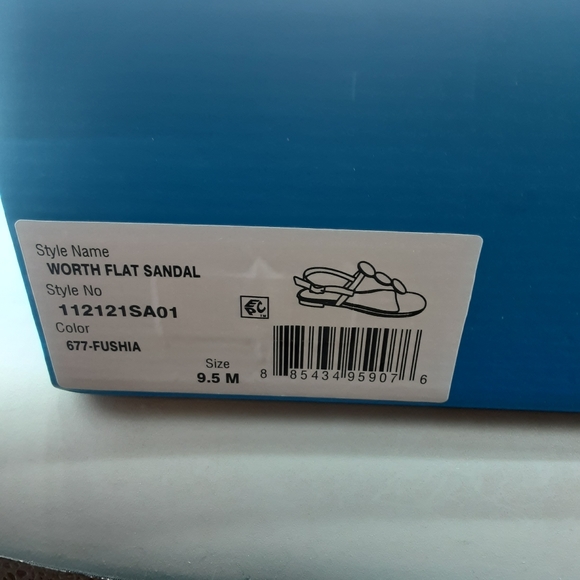 Style Name
WORTH FLAT SANDAL
Style No
112121SA01
Color
677-FUSHIA
Size
9.5 M
8 85434 95907 6